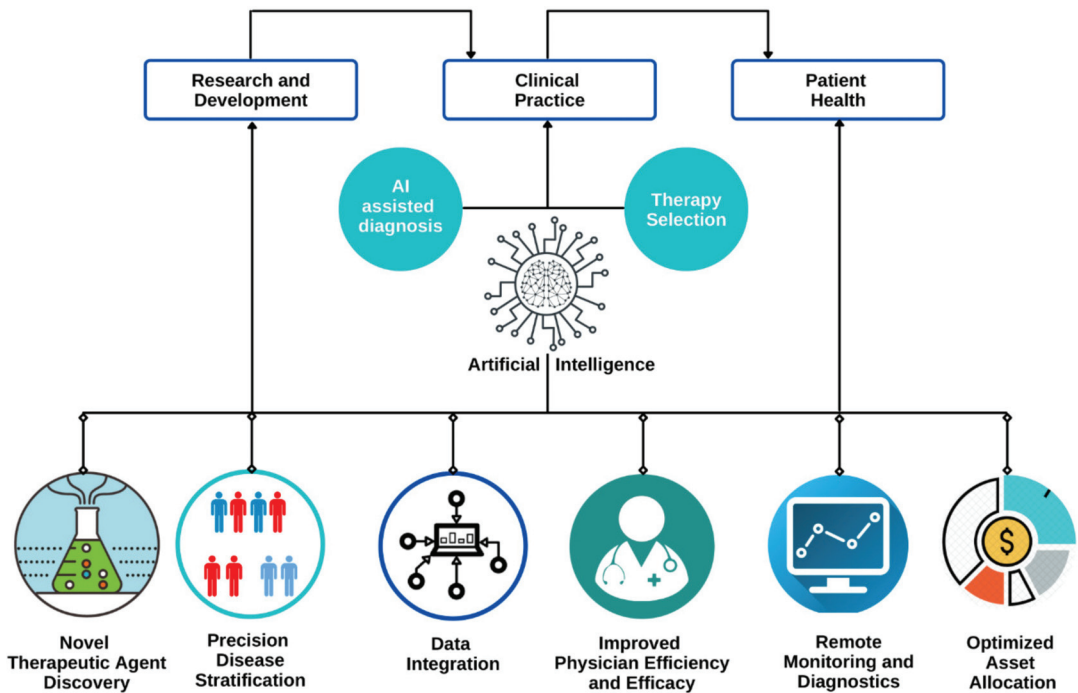 Research and
Development
Clinical
Practice
Patient
Health
AI
assisted
diagnosis
Therapy
Selection
Artificial Intelligence
$
Novel
Therapeutic Agent
Discovery
Precision
Disease
Stratification
Data
Integration
Improved
Physician Efficiency
and Efficacy
Remote
Monitoring and
Diagnostics
Optimized
Asset
Allocation